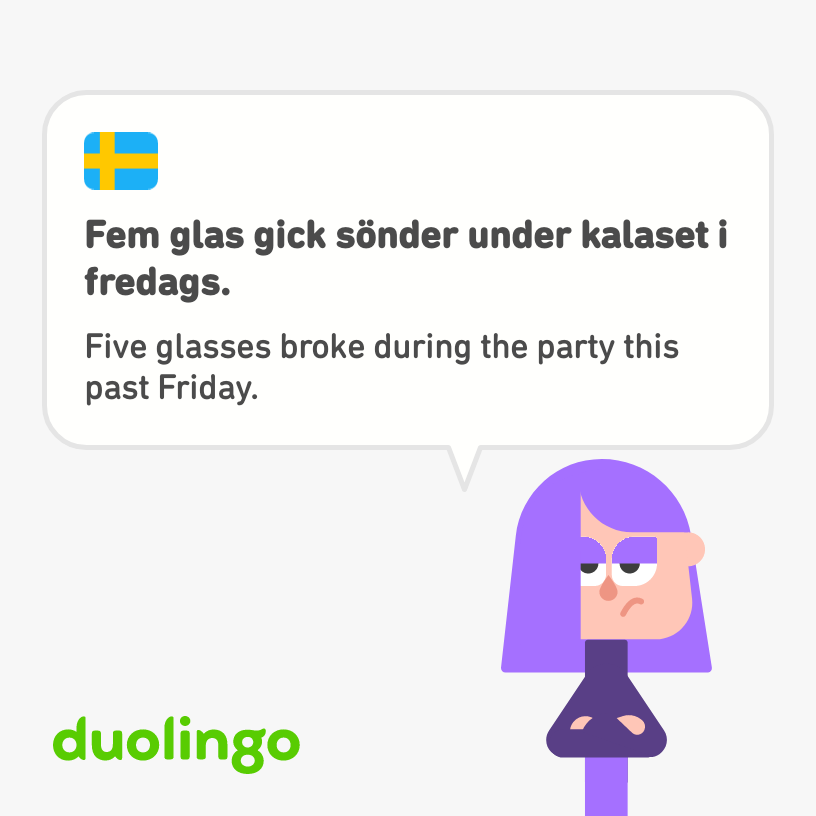 Fem glas gick sönder under kalaset i
fredags.
Five glasses broke during the party this
past Friday.
duolingo